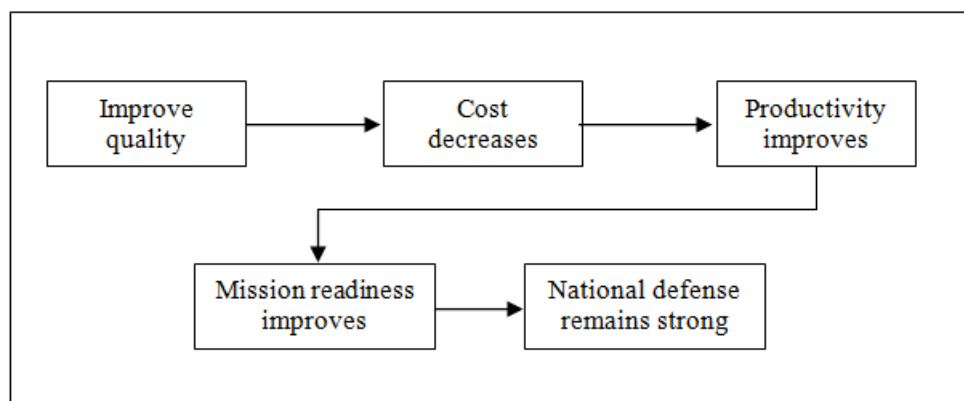 Improve
quality
Cost
decreases
Productivity
improves
Mission readiness
improves
National defense
remains strong